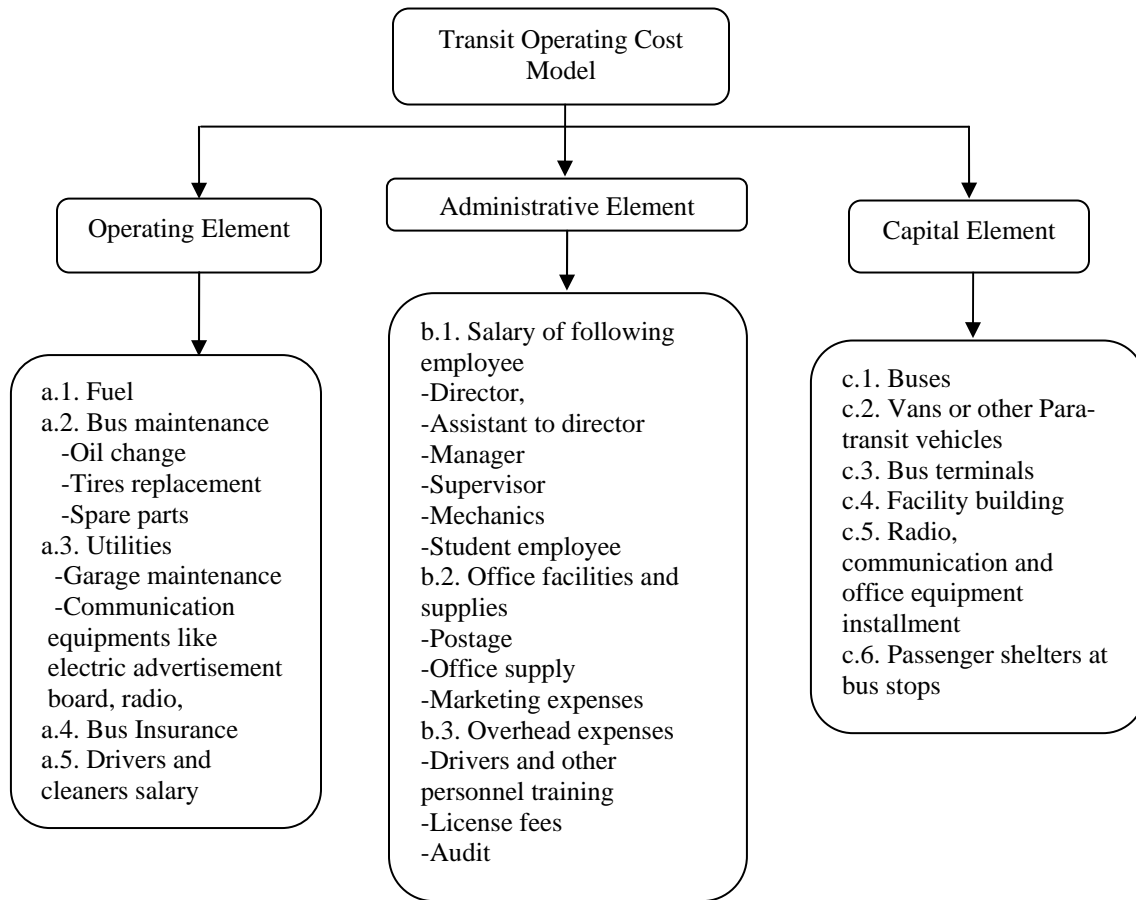 Transit Operating Cost
Model
Operating Element
Administrative Element
Capital Element
a.1. Fuel
a.2. Bus maintenance
-Oil change
-Tires replacement
-Spare parts
a.3. Utilities
-Garage maintenance
-Communication
equipments like
electric advertisement
board, radio,
a.4. Bus Insurance
a.5. Drivers and
cleaners salary
b.1. Salary of following
employee
-Director,
-Assistant to director
-Manager
-Supervisor
-Mechanics
-Student employee
b.2. Office facilities and
supplies
-Postage
-Office supply
-Marketing expenses
b.3. Overhead expenses
-Drivers and other
personnel training
-License fees
-Audit
c.1. Buses
c.2. Vans or other Para-
transit vehicles
c.3. Bus terminals
c.4. Facility building
c.5. Radio,
communication and
office equipment
installment
c.6. Passenger shelters at
bus stops